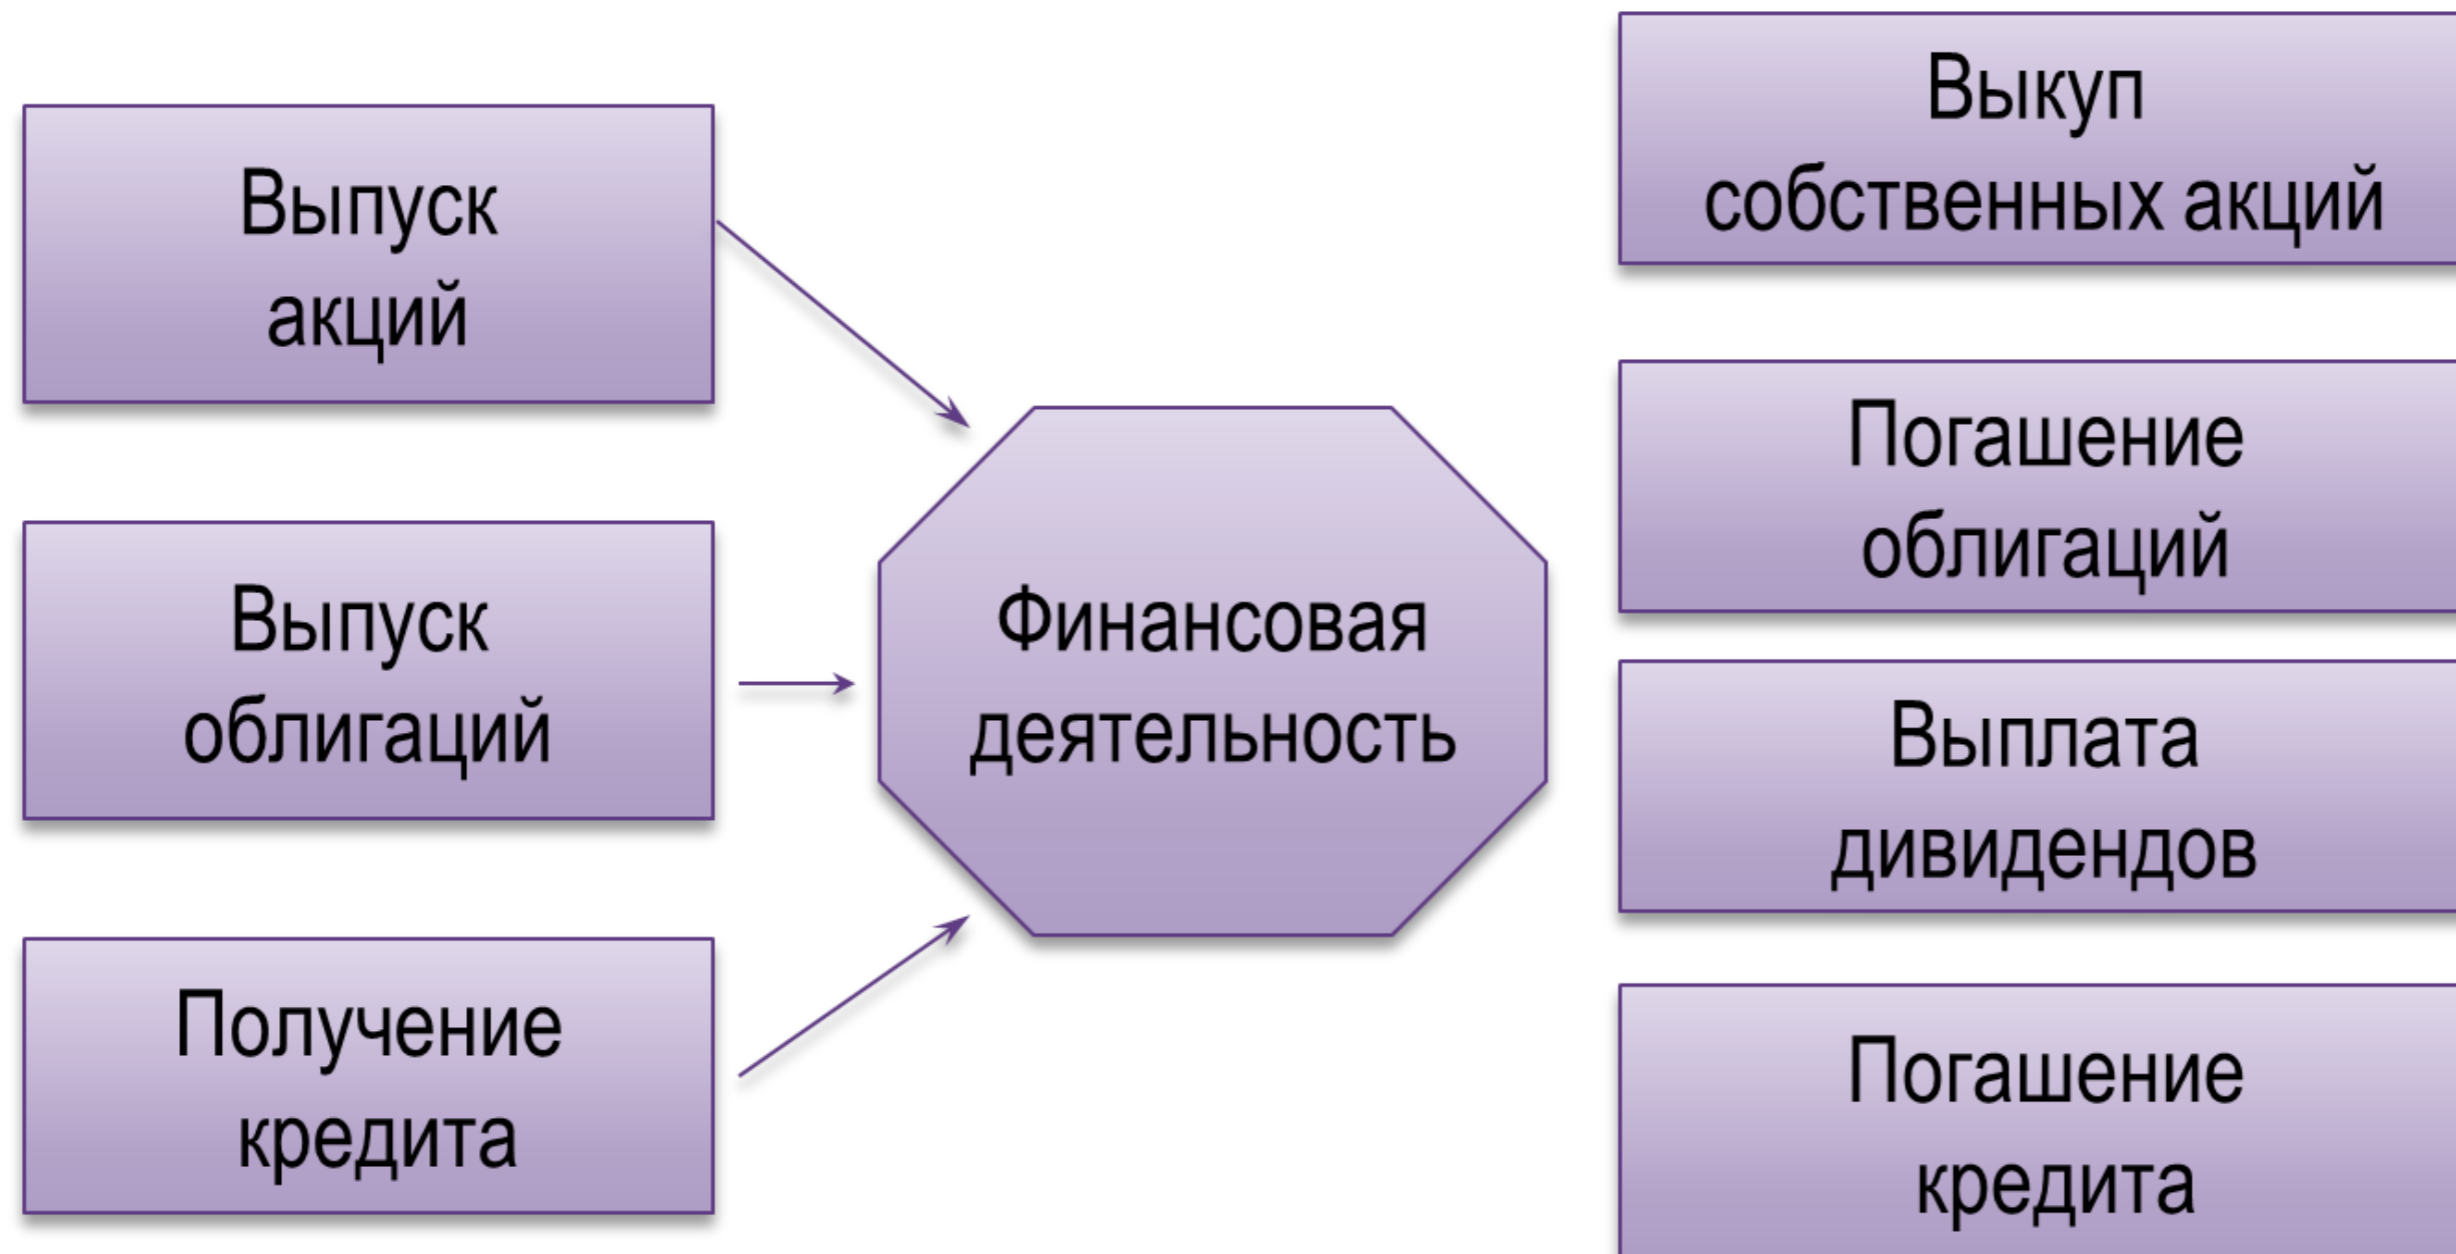 Выпуск
акций
Выпуск
облигаций
Получение
кредита
Финансовая
деятельность
Выкуп
собственных акций
Погашение
облигаций
Выплата
дивидендов
Погашение
кредита